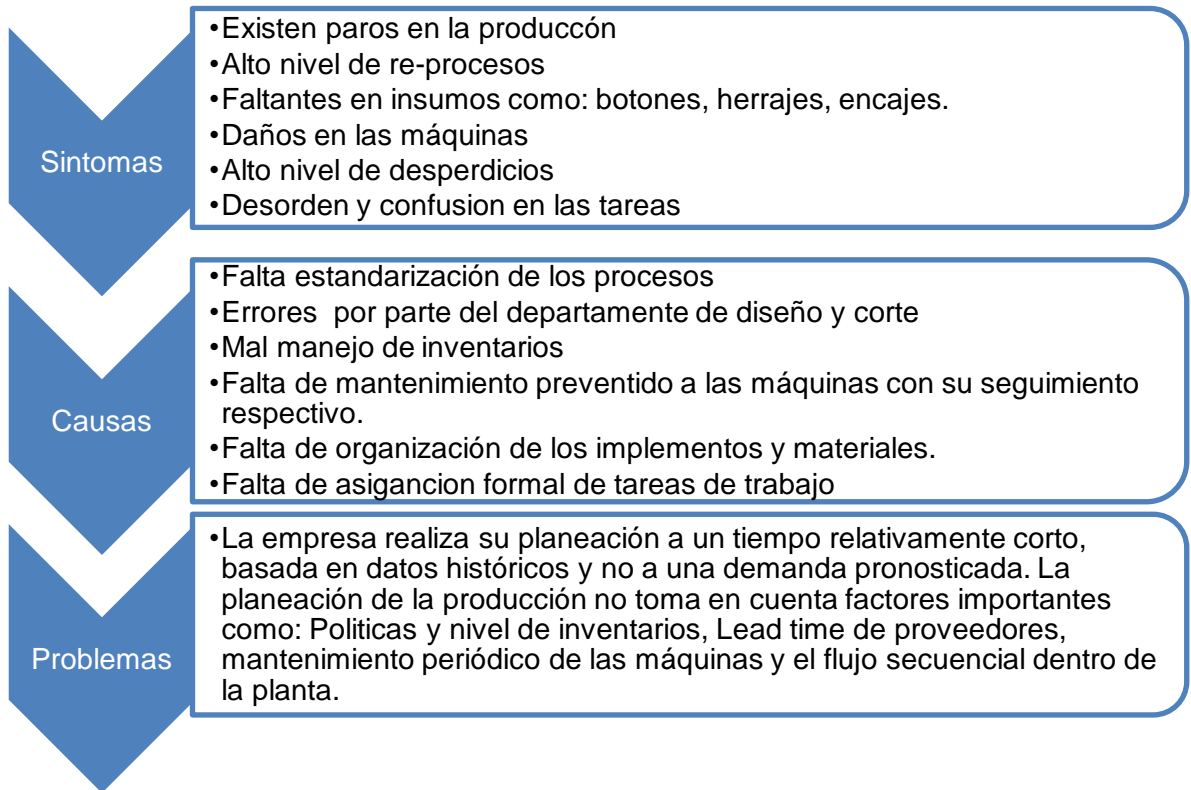 Sintomas
•Existen paros en la produccón
•Alto nivel de re-procesos
•Faltantes en insumos como: botones, herrajes, encajes.
•Daños en las máquinas
•Alto nivel de desperdicios
•Desorden y confusion en las tareas
Causas
•Falta estandarización de los procesos
•Errores  por parte del departamente de diseño y corte
•Mal manejo de inventarios
•Falta de mantenimiento preventido a las máquinas con su seguimiento
respectivo.
•Falta de organización de los implementos y materiales.
•Falta de asigancion formal de tareas de trabajo
Problemas
•La empresa realiza su planeación a un tiempo relativamente corto,
basada en datos históricos y no a una demanda pronosticada. La
planeación de la producción no toma en cuenta factores importantes
como: Politicas y nivel de inventarios, Lead time de proveedores,
mantenimiento periódico de las máquinas y el flujo secuencial dentro de
la planta.